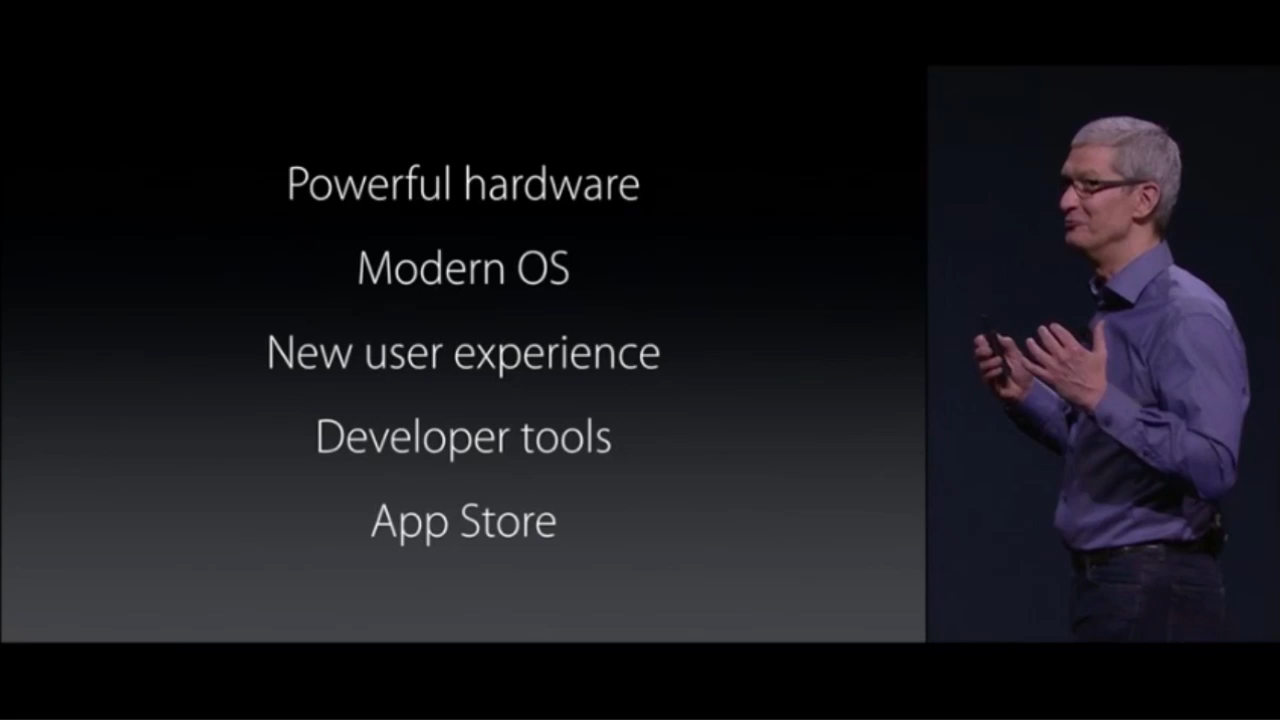 Powerful hardware
Modern OS
New user experience
Developer tools
App Store